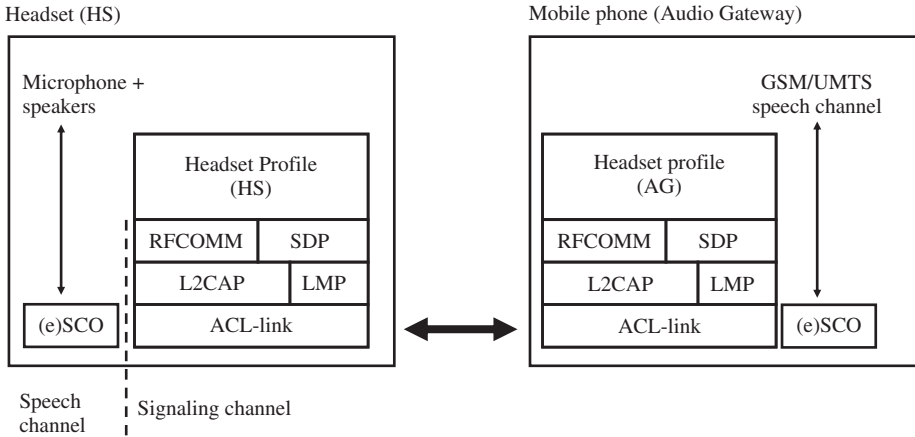 Headset (HS)
Mobile phone (Audio Gateway)
Microphone +
speakers
Headset Profile
(HS)
RFCOMM
SDP
L2CAP
LMP
(e)SCO
ACL-link
GSM/UMTS
speech channel
Headset profile
(AG)
RFCOMM
SDP
L2CAP
LMP
ACL-link
(e)SCO
Speech
channel
Signaling channel